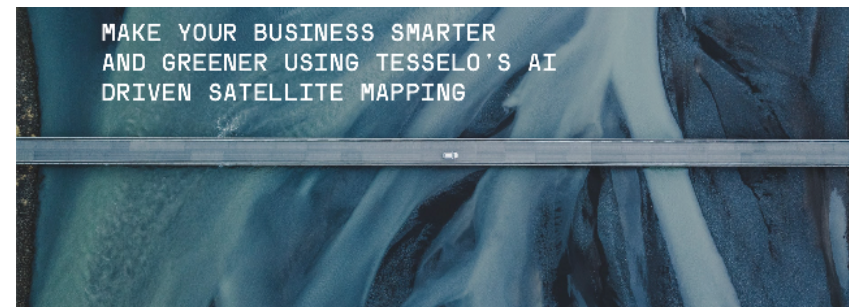 MAKE YOUR BUSINESS SMARTER
AND GREENER USING TESSELO'S AI
DRIVEN SATELLITE MAPPING